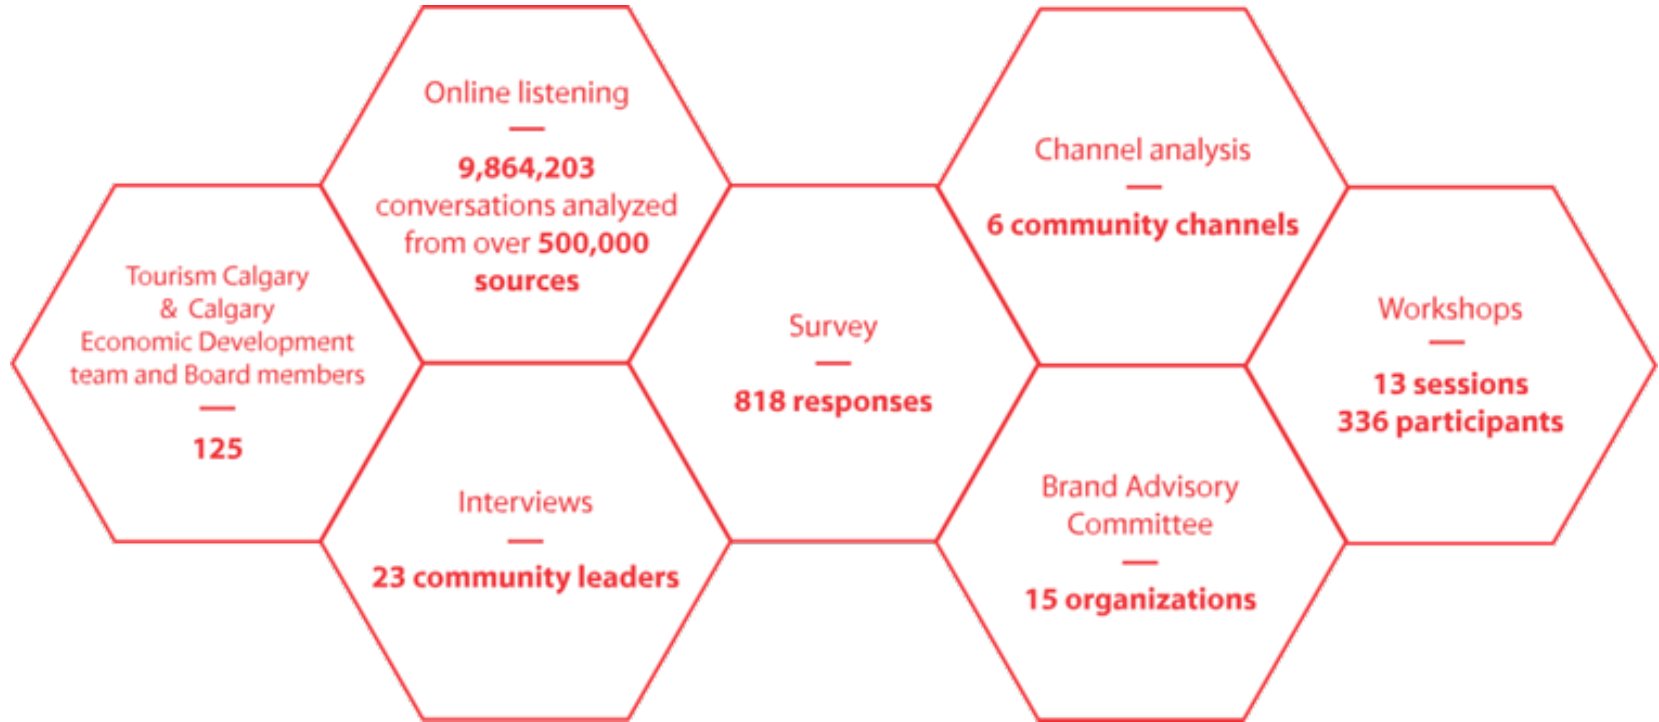 Tourism Calgary
& Calgary
Economic Development
team and Board members
125
Online listening
9,864,203
conversations analyzed
from over 500,000
sources
Interviews
23 community leaders
Survey
818 responses
Channel analysis
6 community channels
Brand Advisory
Committee
15 organizations
Workshops
13 sessions
336 participants